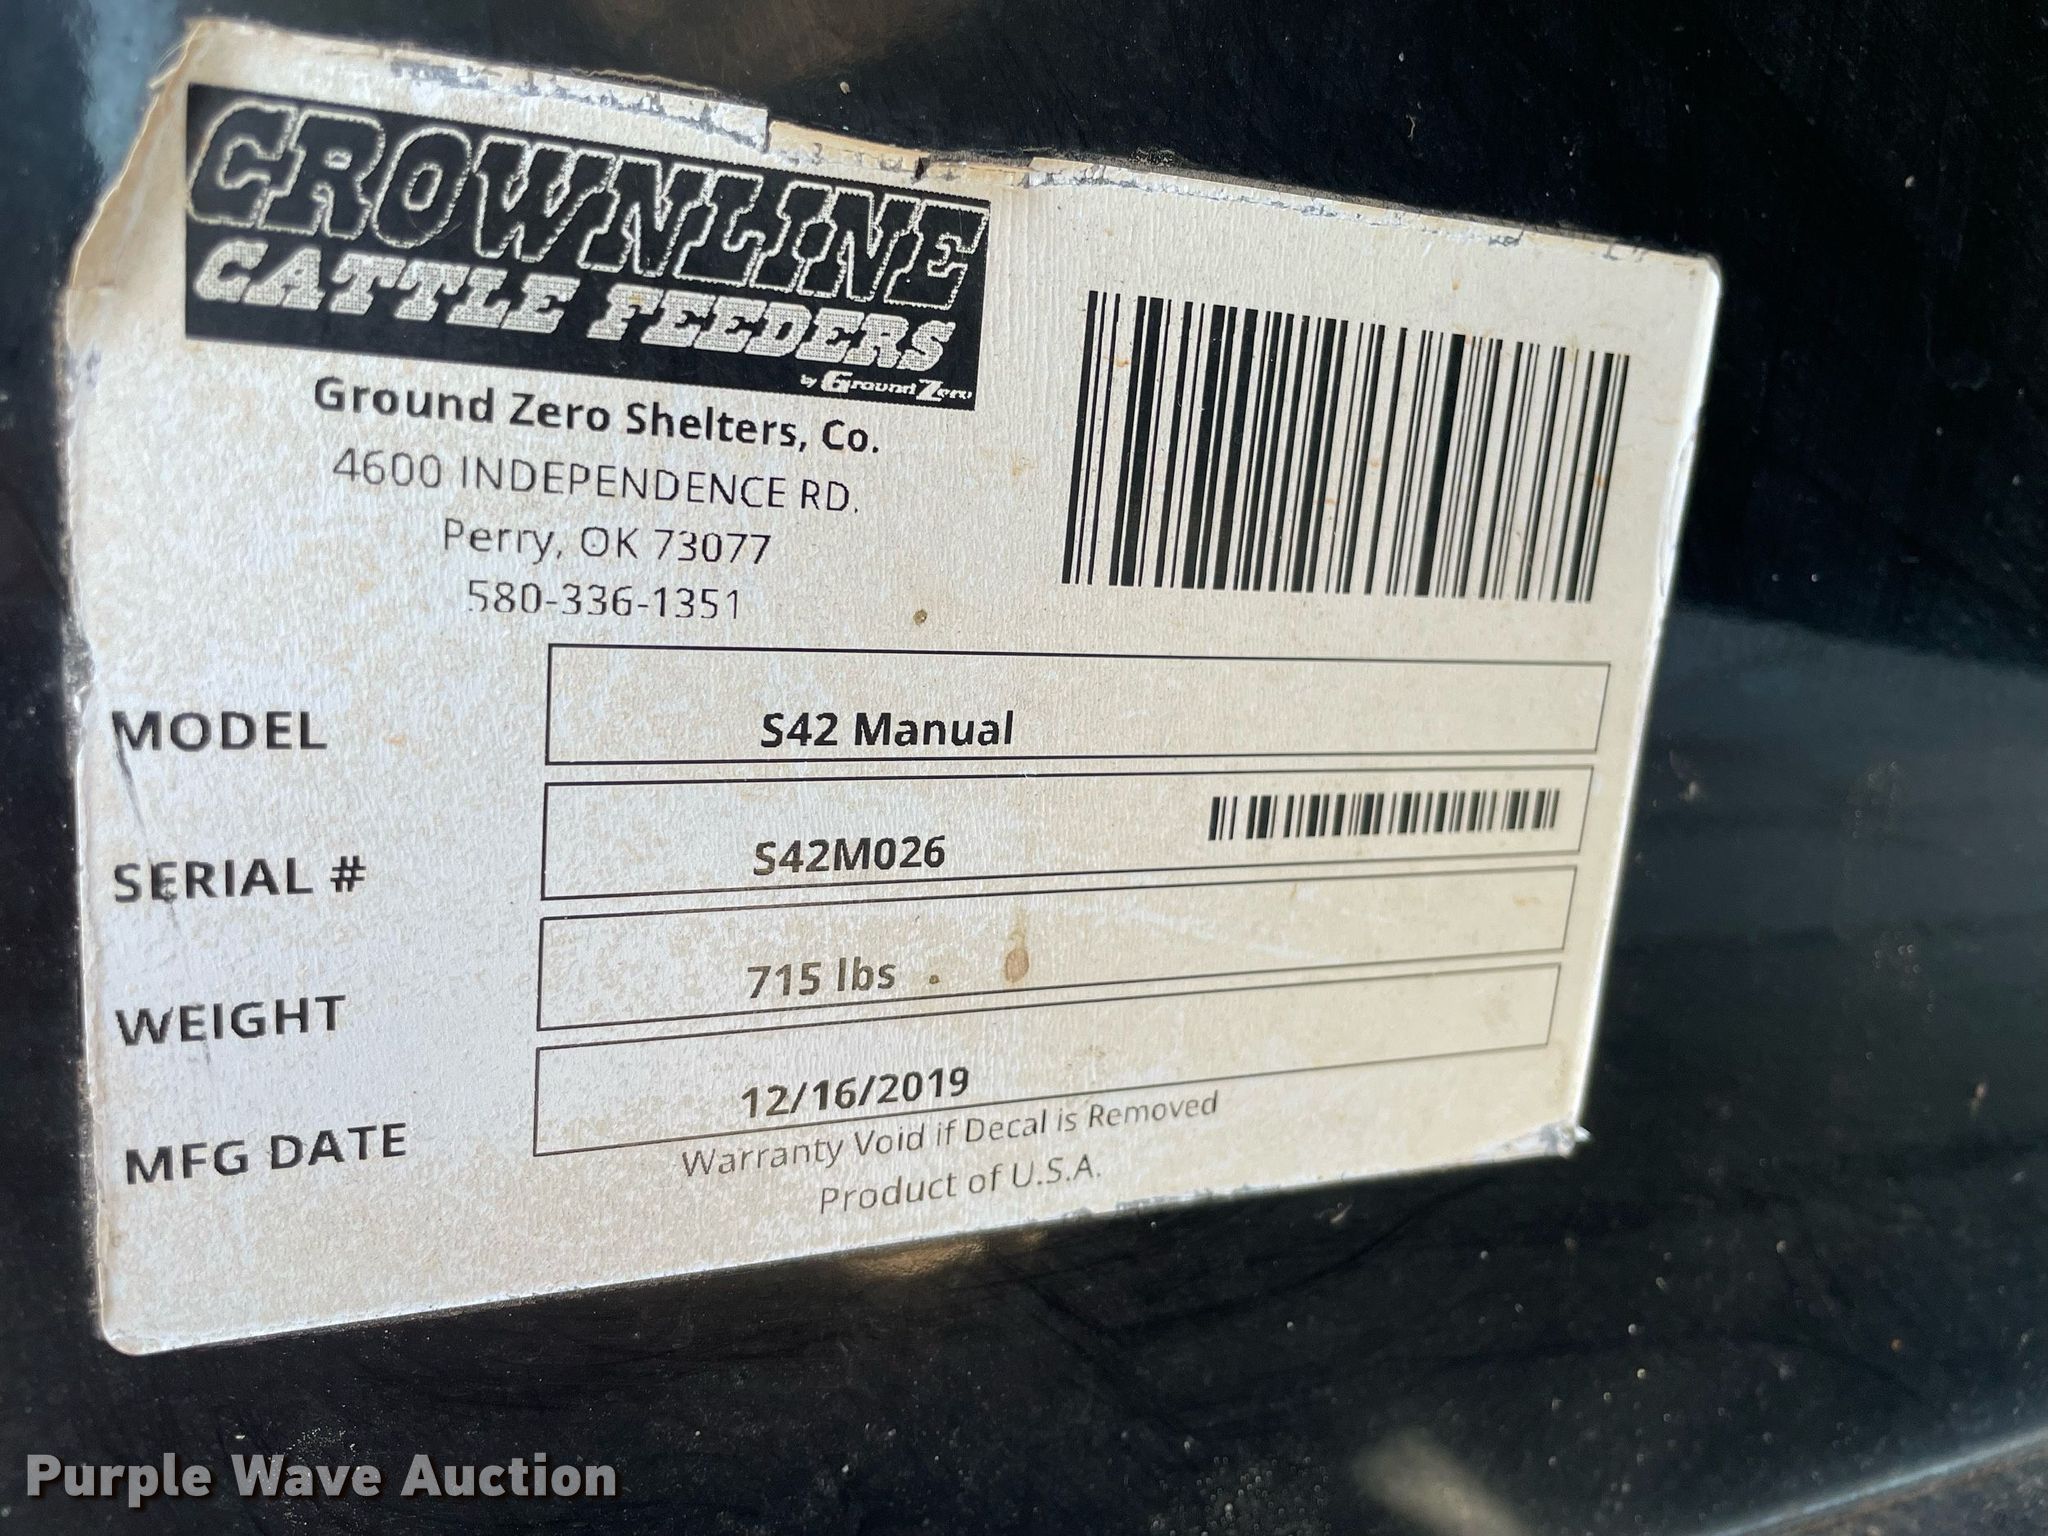 CROWNLINE
CATTLE FEEDERS
by Ground Zero
Ground Zero Shelters, Co.
4600 INDEPENDENCE RD.
Perry, OK 73077
580-336-1351
MODEL S42 Manual
SERIAL # S42M026
WEIGHT 715 lbs
MFG DATE 12/16/2019
Warranty Void if Decal is Removed
Product of U.S.A.
Purple Wave Auction